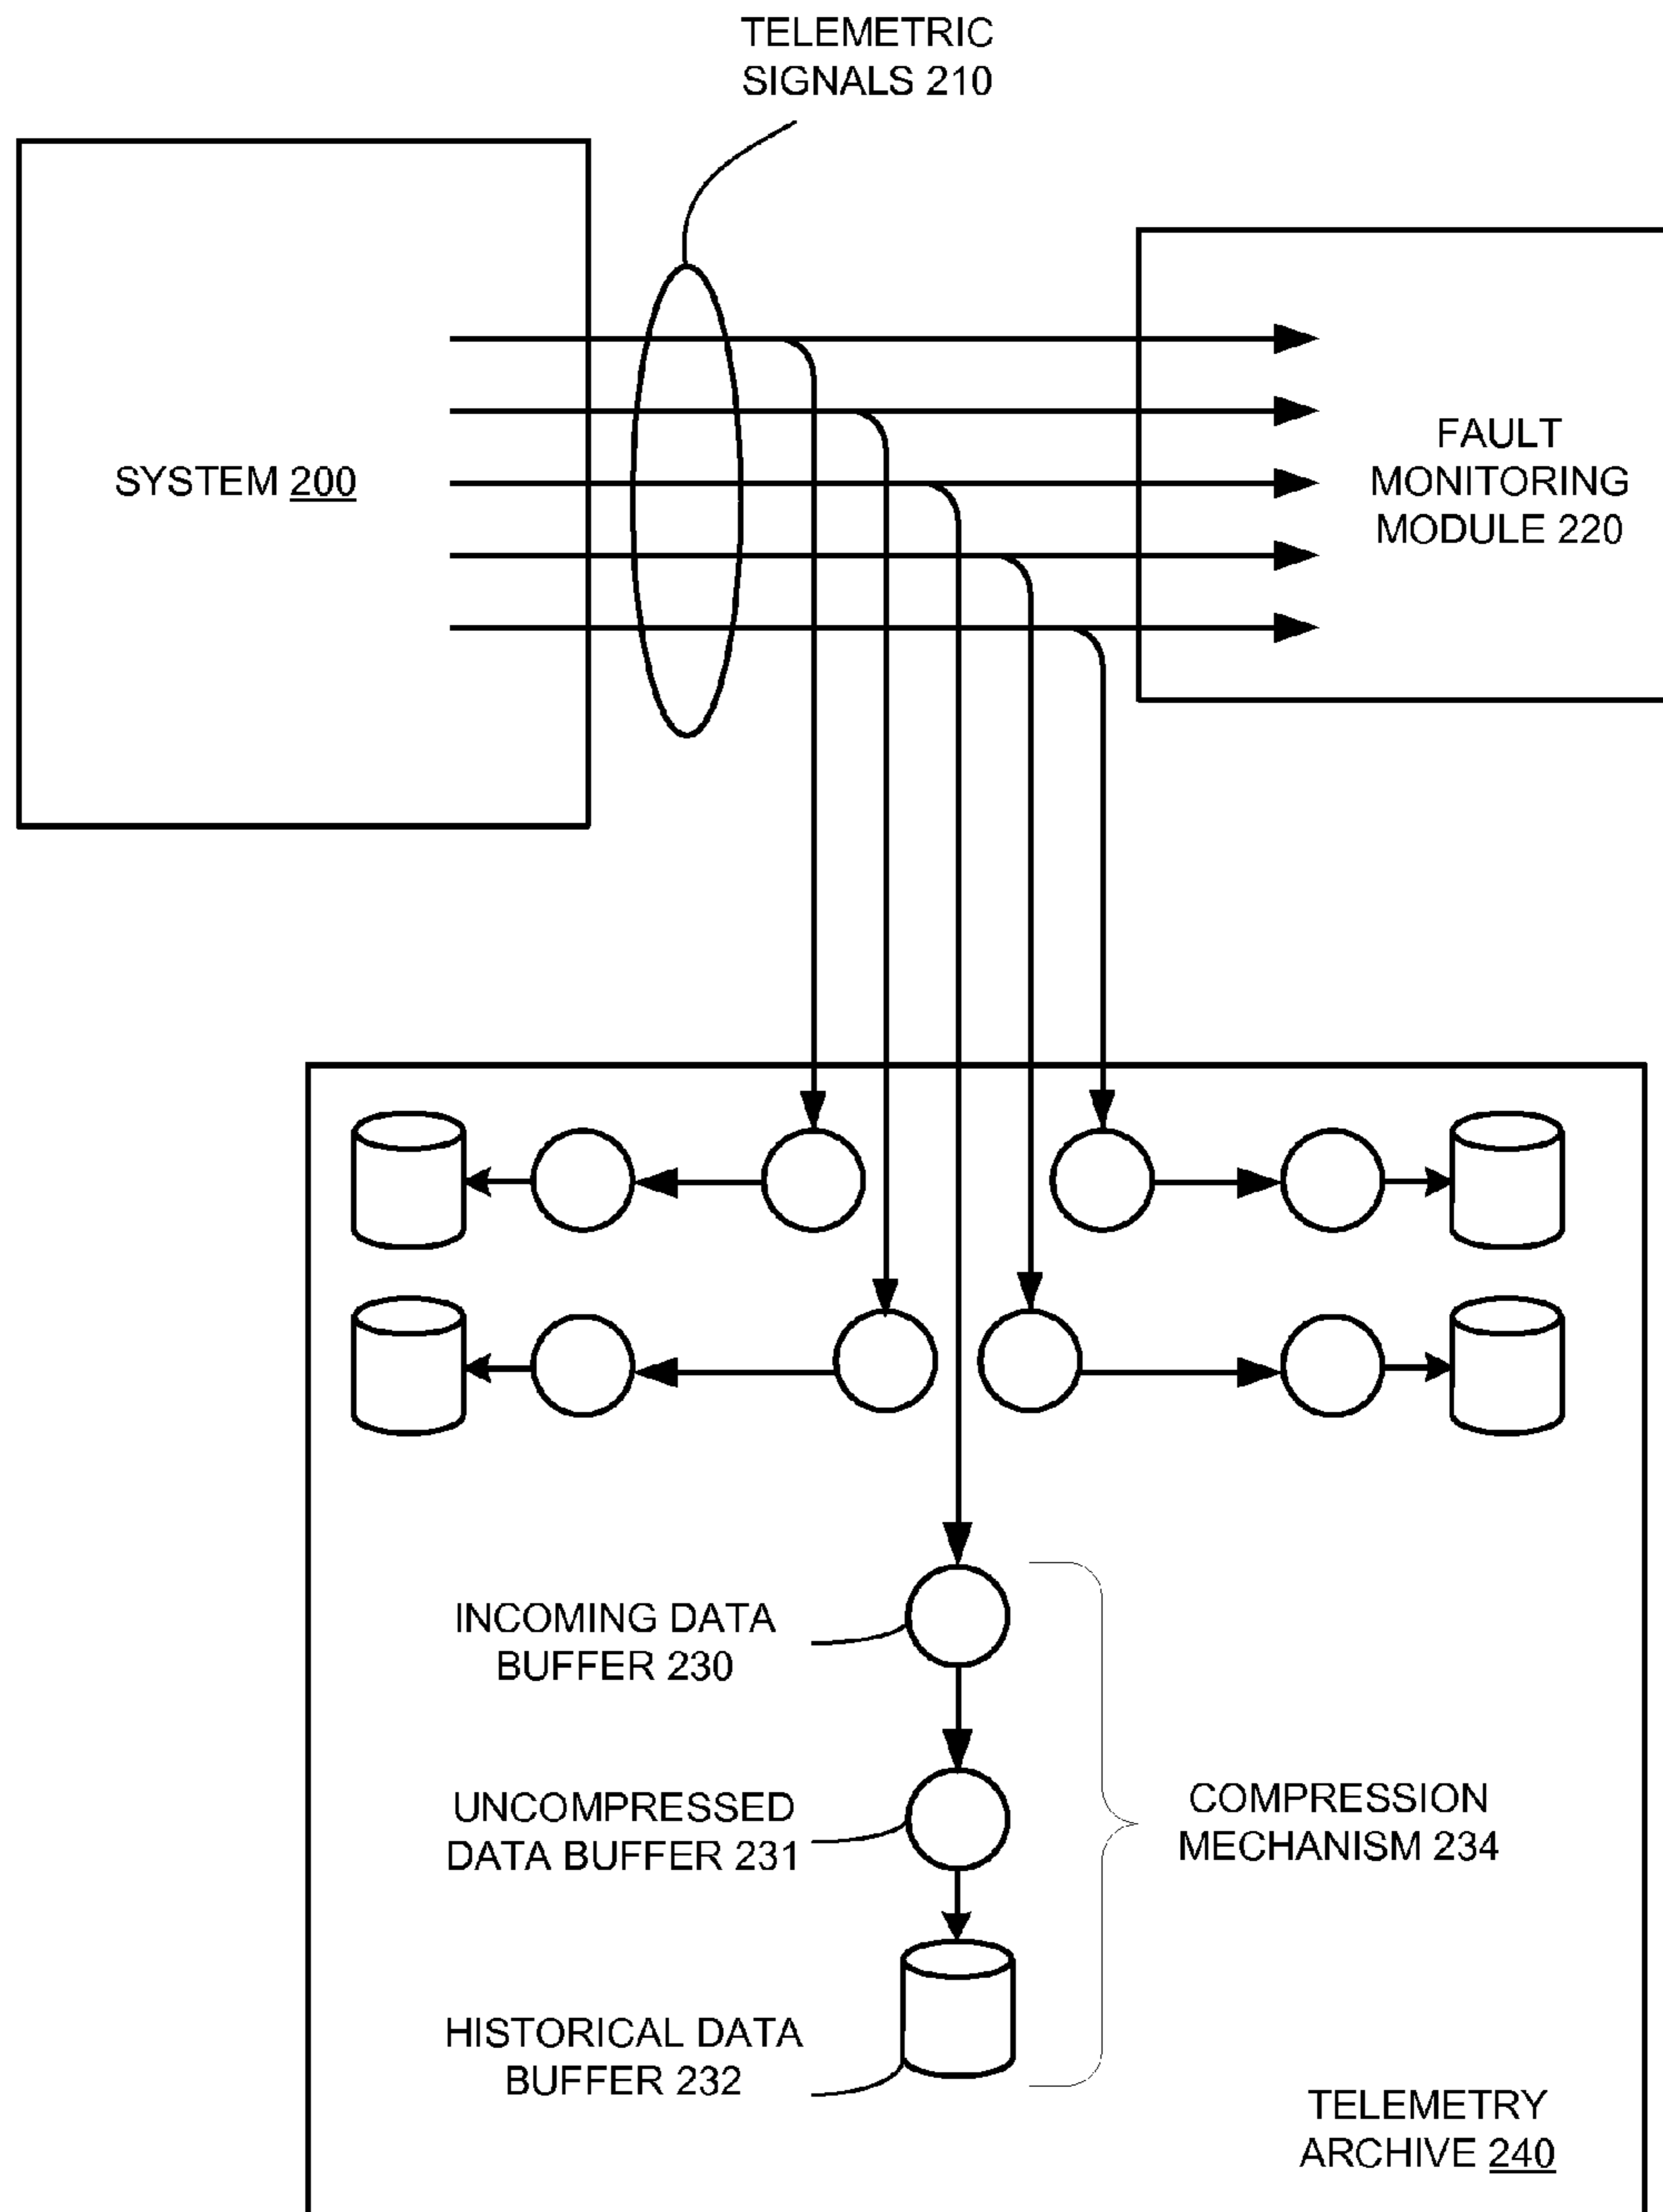 TELEMETRIC
SIGNALS 210
SYSTEM 200
FAULT
MONITORING
MODULE 220
INCOMING DATA
BUFFER 230
UNCOMPRESSED
DATA BUFFER 231
COMPRESSION
MECHANISM 234
HISTORICAL DATA
BUFFER 232
TELEMETRY
ARCHIVE 240